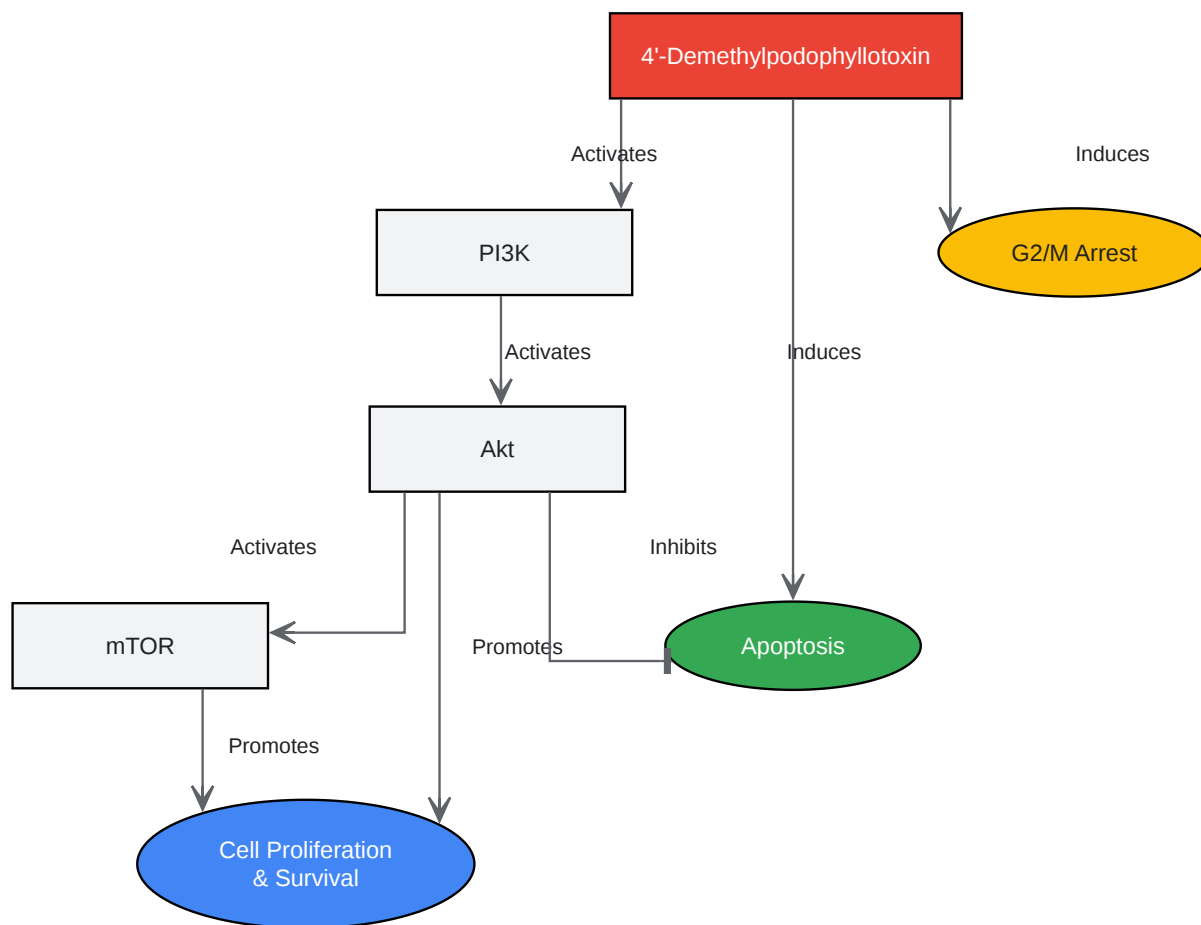 4'-Demethylpodophyllotoxin
Activates
Induces
PI3K
G2/M Arrest
Activates
Induces
Akt
Activates
Inhibits
mTOR
Promotes
Apoptosis
Promotes
Cell Proliferation
& Survival